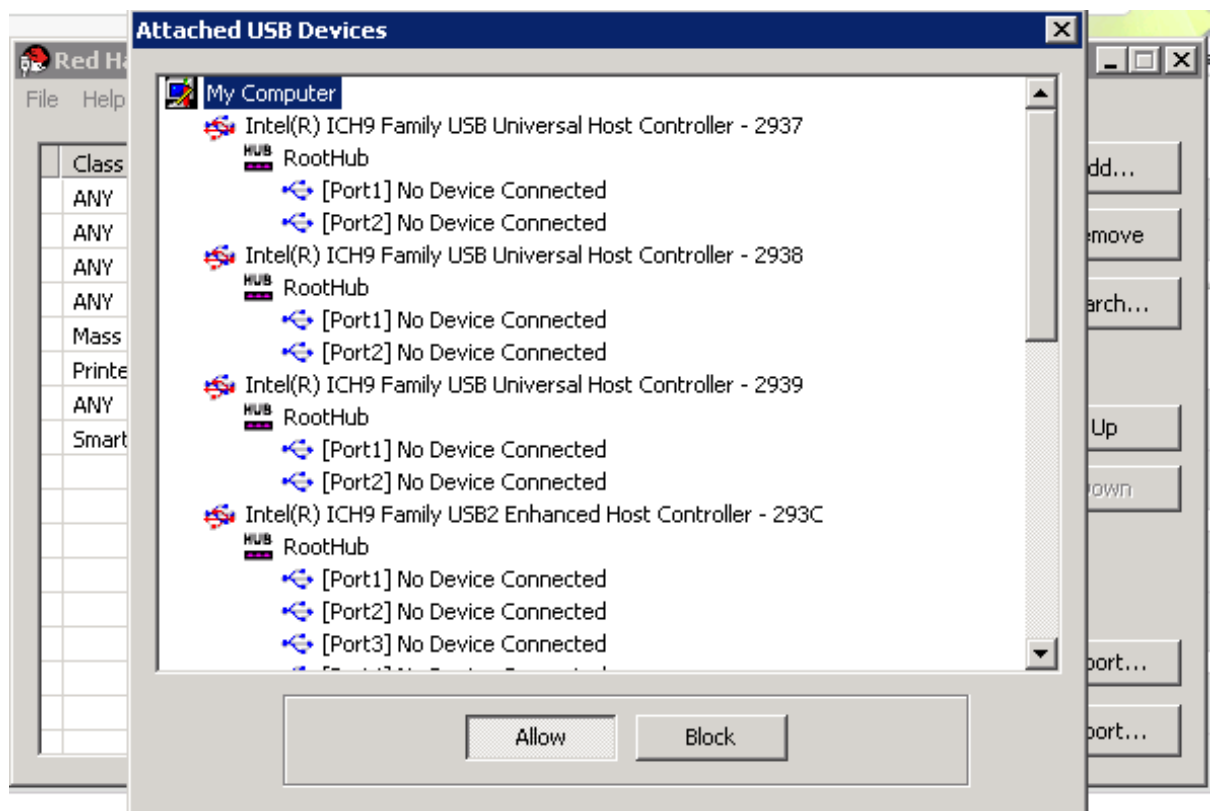 Attached USB Devices
Red Ha
File Help
My Computer
Intel(R) ICH9 Family USB Universal Host Controller - 2937
HUB RootHub
[Port1] No Device Connected
[Port2] No Device Connected
Intel(R) ICH9 Family USB Universal Host Controller - 2938
HUB RootHub
[Port1] No Device Connected
[Port2] No Device Connected
Intel(R) ICH9 Family USB Universal Host Controller - 2939
HUB RootHub
[Port1] No Device Connected
[Port2] No Device Connected
Intel(R) ICH9 Family USB2 Enhanced Host Controller - 293C
HUB RootHub
[Port1] No Device Connected
[Port2] No Device Connected
[Port3] No Device Connected
Allow Block
Class
ANY
ANY
ANY
ANY
Mass
Printe
ANY
Smart
dd...
move
arch...
Up
own
port...
port...